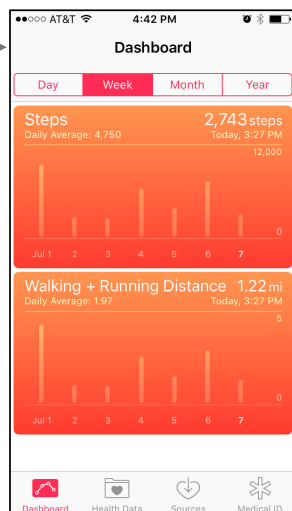 AT&T 4:42 PM
Dashboard
Day Week Month Year
Steps 2,743 steps
Daily Average: 4,750 Today, 3:27 PM
12,000
0
Jul 1 2 3 4 5 6 7
Walking + Running Distance 1.22 mi
Daily Average: 1.97 Today, 3:27 PM
5
0
Jul 1 2 3 4 5 6 7
Dashboard Health Data Sources Medical ID